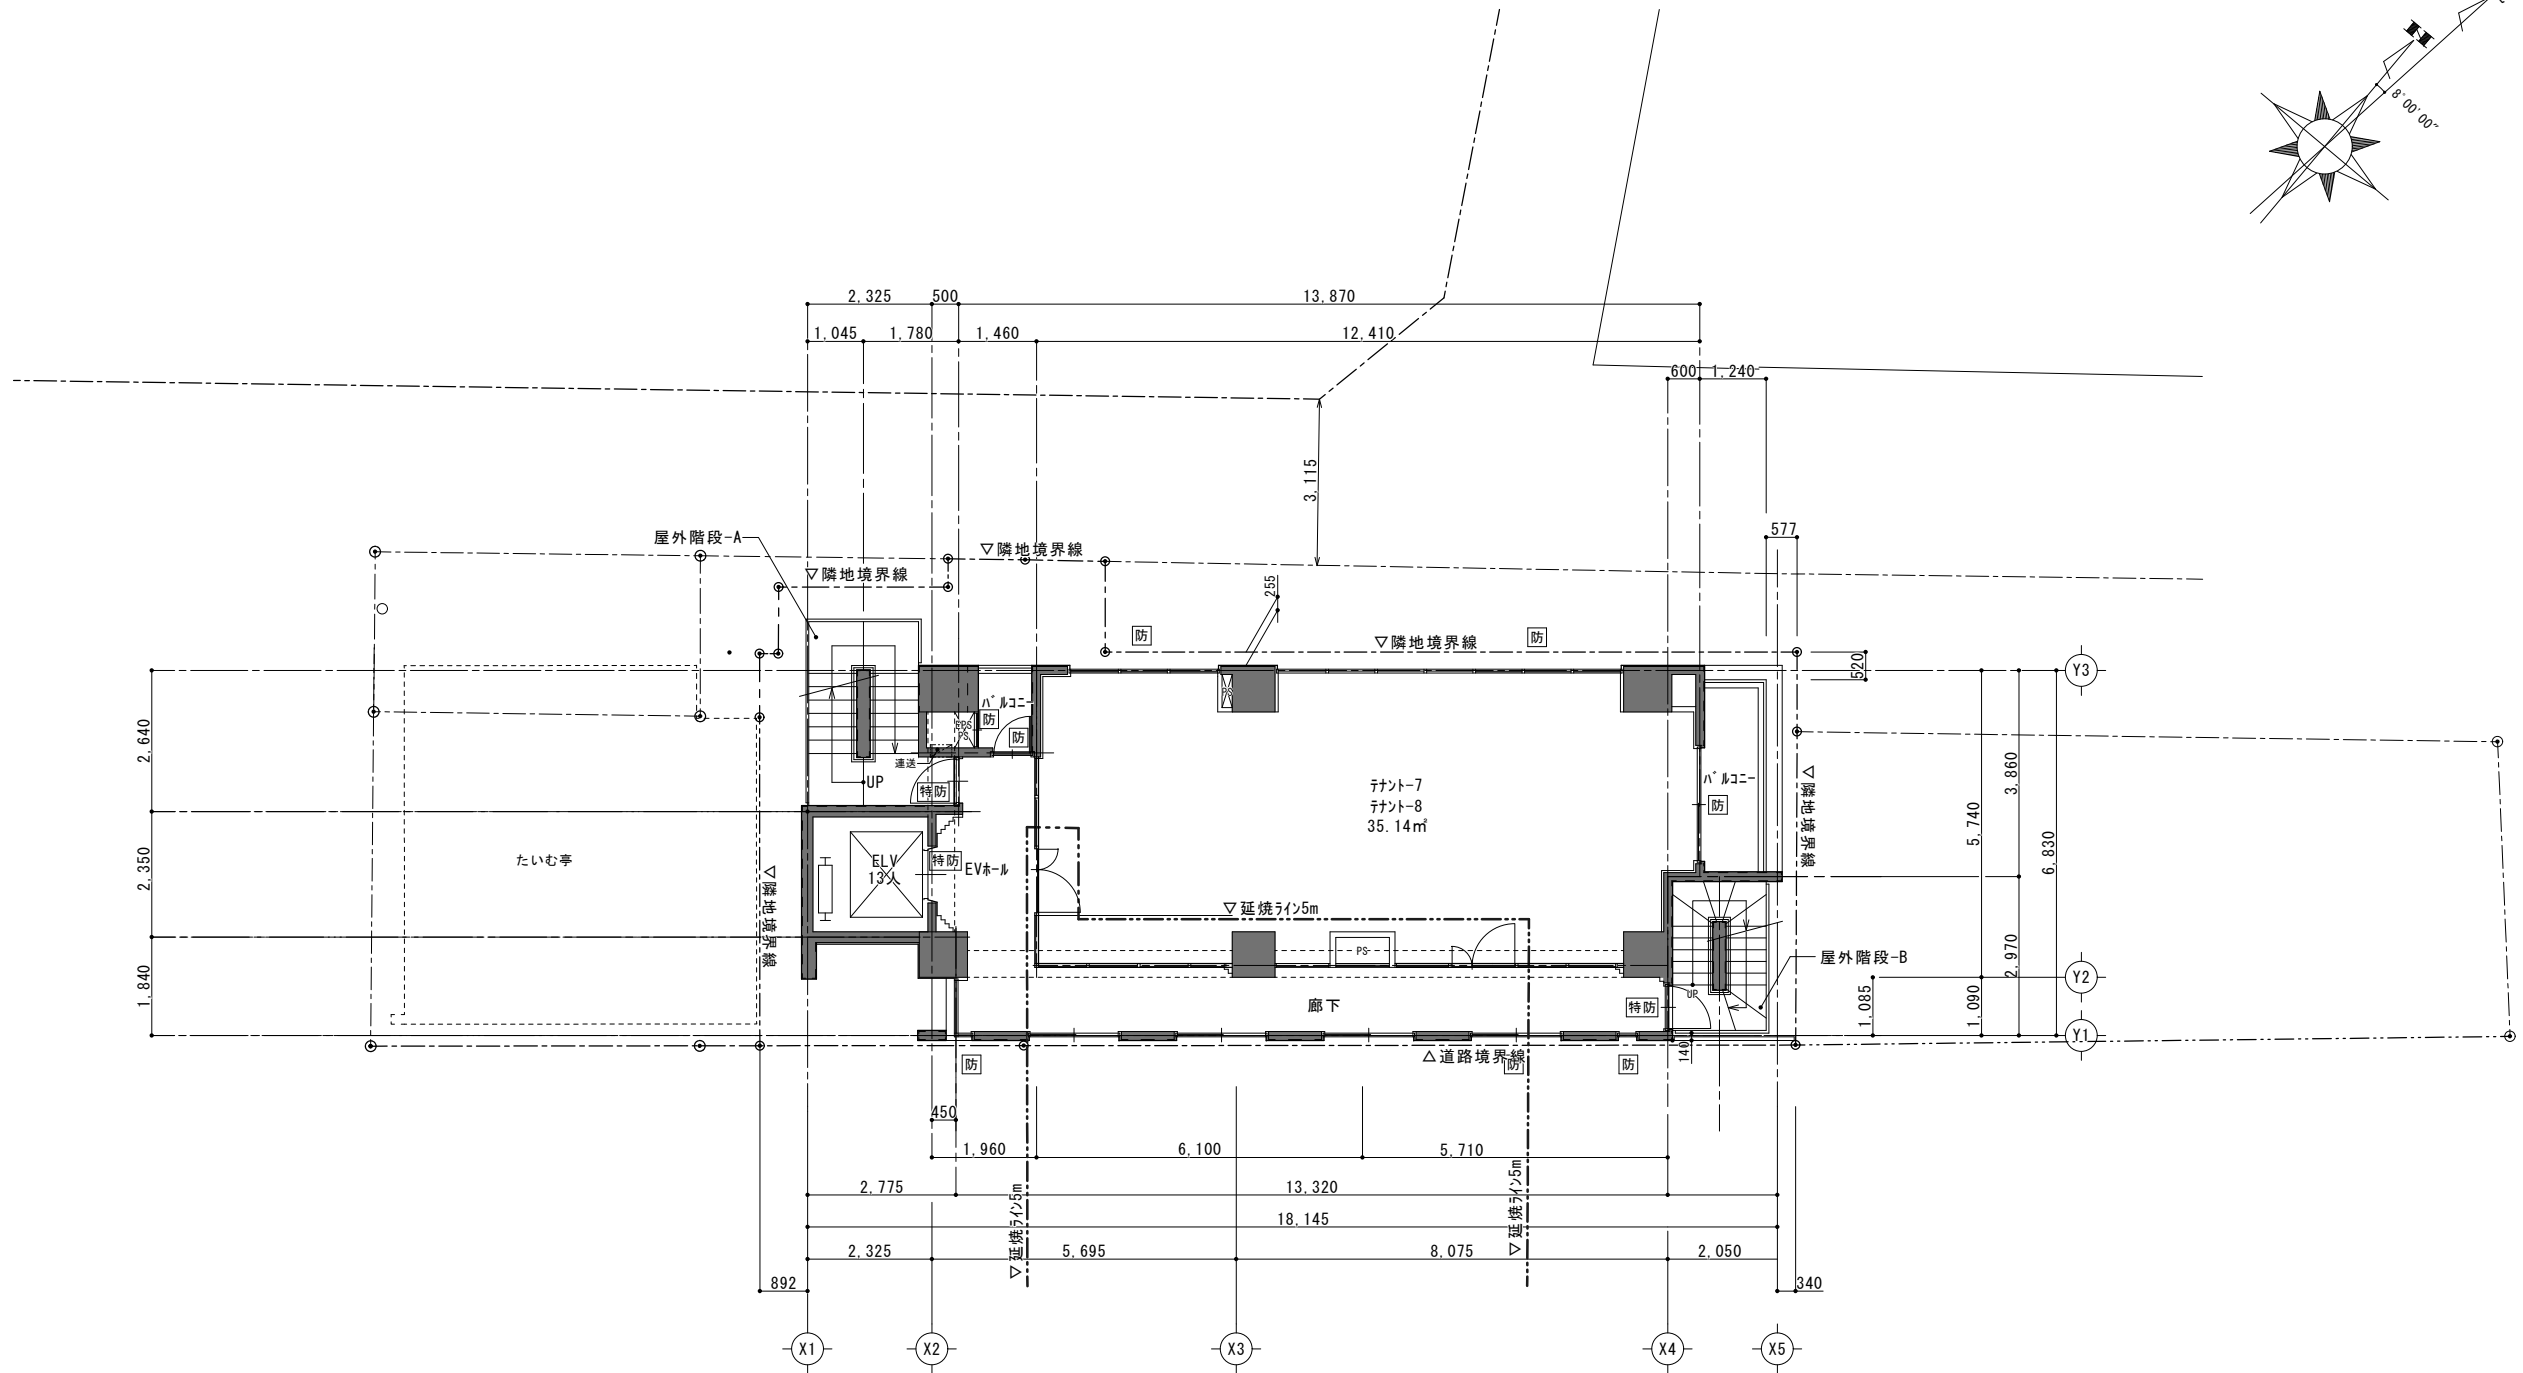 N
8°00'00"
2,325
500
13,870
1,045
1,780
1,460
12,410
600
1,240
3,115
577
屋外階段-A
▽隣地境界線
▽隣地境界線
255
防
▽隣地境界線
防
520
Y3
バルコニー
PS
EPS
PS
防
防
連送
UP
特防
2,640
テナント-7
テナント-8
35.14㎡
バルコニー
防
▽隣地境界線
3,860
5,740
6,830
たいむ亭
▽隣地境界線
2,350
ELV
13人
特防
EVホール
▽延焼ライン5m
PS
屋外階段-B
2,970
Y2
1,840
廊下
特防
UP
1,085
1,090
Y1
140
△道路境界線
防
防
防
450
1,960
6,100
5,710
▽延焼ライン5m
▽延焼ライン5m
2,775
13,320
18,145
2,325
5,695
8,075
2,050
892
340
X1
X2
X3
X4
X5